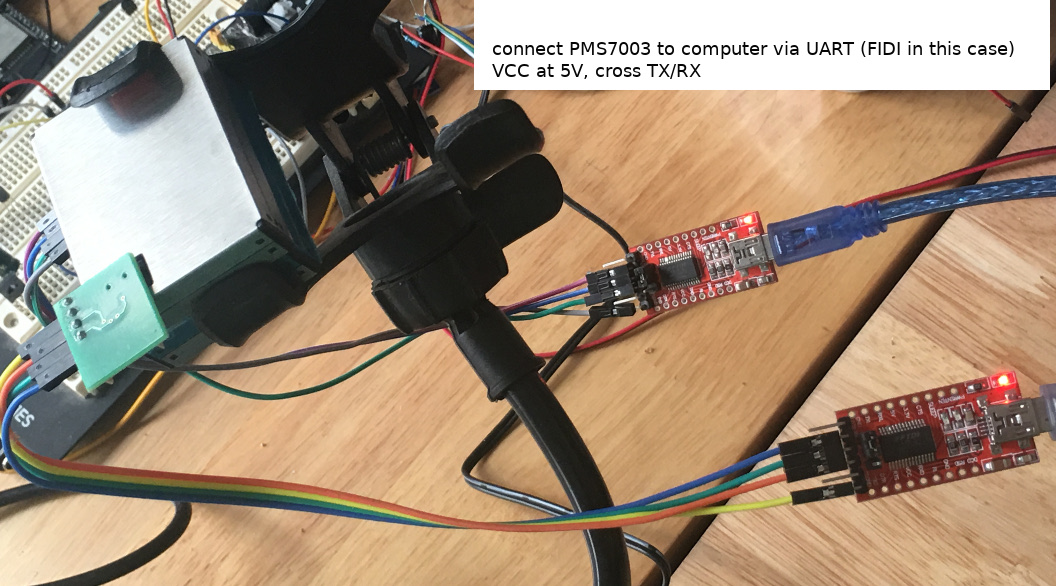 connect PMS7003 to computer via UART (FIDI in this case)
VCC at 5V, cross TX/RX